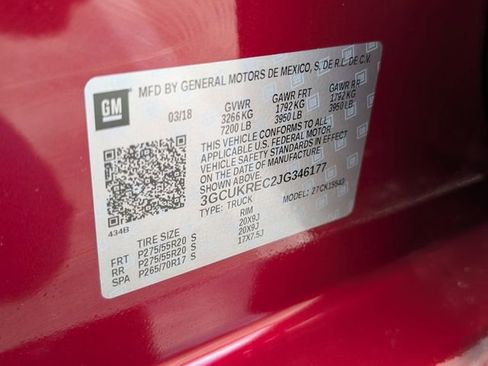 MFD BY GENERAL MOTORS DE MEXICO, S. DE R.L. DE C.V.
GM
03/18 GVWR GAWR FRT GAWR RR
3266 KG 1792 KG 1792 KG
7200 LB 3950 LB 3950 LB
THIS VEHICLE CONFORMS TO ALL
APPLICABLE U.S. FEDERAL MOTOR
VEHICLE SAFETY STANDARDS IN EFFECT
ON THE DATE OF MANUFACTURE
SHOWN ABOVE.
3GCUKREC2JG346177
TYPE: TRUCK 27CK15543
434B
TIRE SIZE RIM
FRT P275/55R20 S 20X9J
RR P275/55R20 S 20X9J
SPA P265/70R17 S 17X7.5J